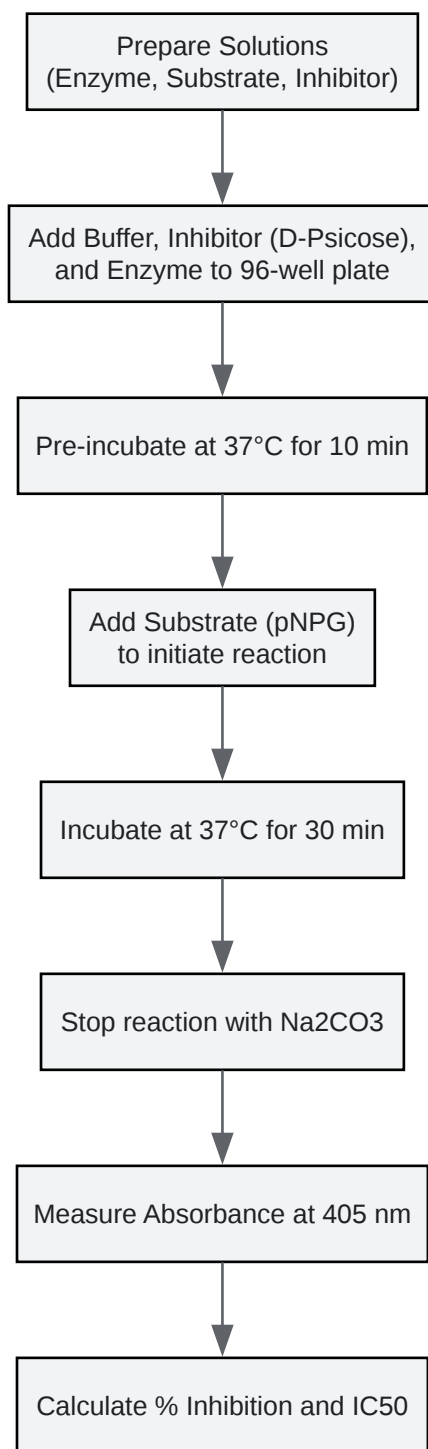 Prepare Solutions
(Enzyme, Substrate, Inhibitor)
Add Buffer, Inhibitor (D-Psicose),
and Enzyme to 96-well plate
Pre-incubate at 37°C for 10 min
Add Substrate (pNPG)
to initiate reaction
Incubate at 37°C for 30 min
Stop reaction with Na2CO3
Measure Absorbance at 405 nm
Calculate % Inhibition and IC50